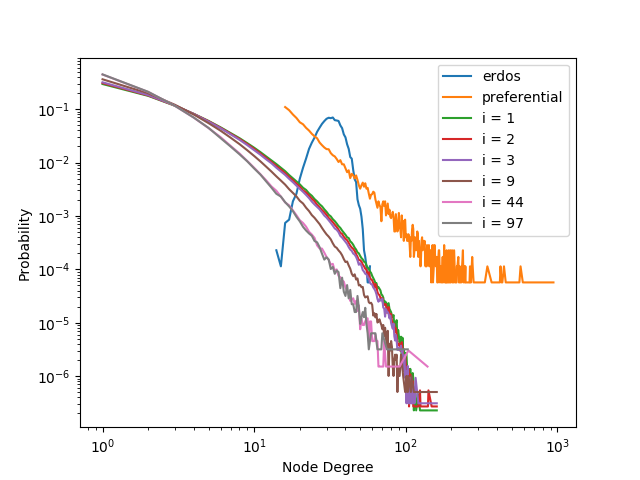 erdos
preferential
i = 1
i = 2
i = 3
i = 9
i = 44
i = 97
10⁻¹
10⁻²
10⁻³
10⁻⁴
10⁻⁵
10⁻⁶
Probability
10⁰ 10¹ 10² 10³
Node Degree